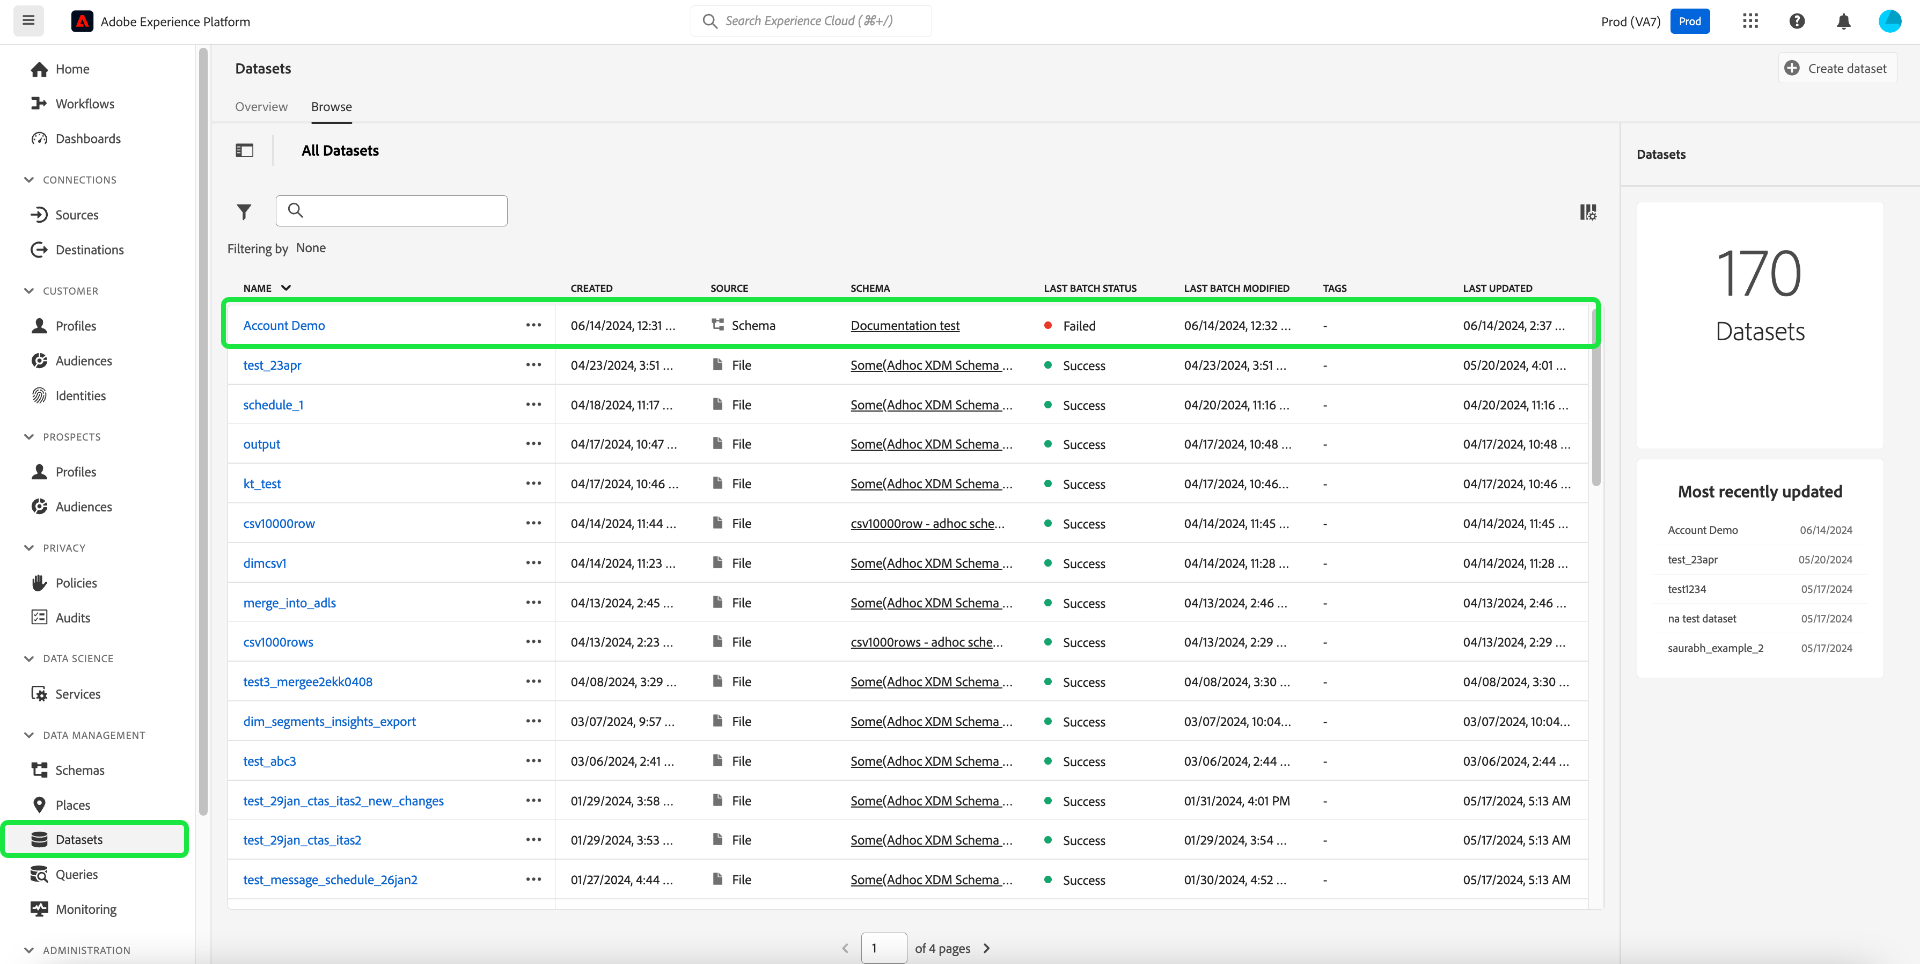 Adobe Experience Platform
Search Experience Cloud (⌘+/)
Prod (VA7)
Prod
Home
Workflows
Dashboards
CONNECTIONS
Sources
Destinations
CUSTOMER
Profiles
Audiences
Identities
PROSPECTS
Profiles
Audiences
PRIVACY
Policies
Audits
DATA SCIENCE
Services
DATA MANAGEMENT
Schemas
Places
Datasets
Queries
Monitoring
ADMINISTRATION
Datasets
Create dataset
Overview Browse
All Datasets
Filtering by None
NAME CREATED SOURCE SCHEMA LAST BATCH STATUS LAST BATCH MODIFIED TAGS LAST UPDATED
Account Demo ••• 06/14/2024, 12:31 ... Schema Documentation test Failed 06/14/2024, 12:32 ... - 06/14/2024, 2:37 ...
test_23apr ••• 04/23/2024, 3:51 ... File Some(Adhoc XDM Schema ... Success 04/23/2024, 3:51 ... - 05/20/2024, 4:01 ...
schedule_1 ••• 04/18/2024, 11:17 ... File Some(Adhoc XDM Schema ... Success 04/20/2024, 11:16 ... - 04/20/2024, 11:16 ...
output ••• 04/17/2024, 10:47 ... File Some(Adhoc XDM Schema ... Success 04/17/2024, 10:48 ... - 04/17/2024, 10:48 ...
kt_test ••• 04/17/2024, 10:46 ... File Some(Adhoc XDM Schema ... Success 04/17/2024, 10:46... - 04/17/2024, 10:46 ...
csv10000row ••• 04/14/2024, 11:44 ... File csv10000row - adhoc sche... Success 04/14/2024, 11:45 ... - 04/14/2024, 11:45 ...
dimcsv1 ••• 04/14/2024, 11:23 ... File Some(Adhoc XDM Schema ... Success 04/14/2024, 11:28 ... - 04/14/2024, 11:28 ...
merge_into_adls ••• 04/13/2024, 2:45 ... File Some(Adhoc XDM Schema ... Success 04/13/2024, 2:46 ... - 04/13/2024, 2:46 ...
csv1000rows ••• 04/13/2024, 2:23 ... File csv1000rows - adhoc sche... Success 04/13/2024, 2:29 ... - 04/13/2024, 2:29 ...
test3_mergee2ekk0408 ••• 04/08/2024, 3:29 ... File Some(Adhoc XDM Schema ... Success 04/08/2024, 3:30 ... - 04/08/2024, 3:30 ...
dim_segments_insights_export ••• 03/07/2024, 9:57 ... File Some(Adhoc XDM Schema ... Success 03/07/2024, 10:04... - 03/07/2024, 10:04...
test_abc3 ••• 03/06/2024, 2:41 ... File Some(Adhoc XDM Schema ... Success 03/06/2024, 2:44 ... - 03/06/2024, 2:44 ...
test_29jan_ctas_itas2_new_changes ••• 01/29/2024, 3:58 ... File Some(Adhoc XDM Schema ... Success 01/31/2024, 4:01 PM - 05/17/2024, 5:13 AM
test_29jan_ctas_itas2 ••• 01/29/2024, 3:53 ... File Some(Adhoc XDM Schema ... Success 01/29/2024, 3:54 ... - 05/17/2024, 5:13 AM
test_message_schedule_26jan2 ••• 01/27/2024, 4:44 ... File Some(Adhoc XDM Schema ... Success 01/30/2024, 4:52 ... - 05/17/2024, 5:13 AM
1 of 4 pages
Datasets
170
Datasets
Most recently updated
Account Demo 06/14/2024
test_23apr 05/20/2024
test1234 05/17/2024
na test dataset 05/17/2024
saurabh_example_2 05/17/2024